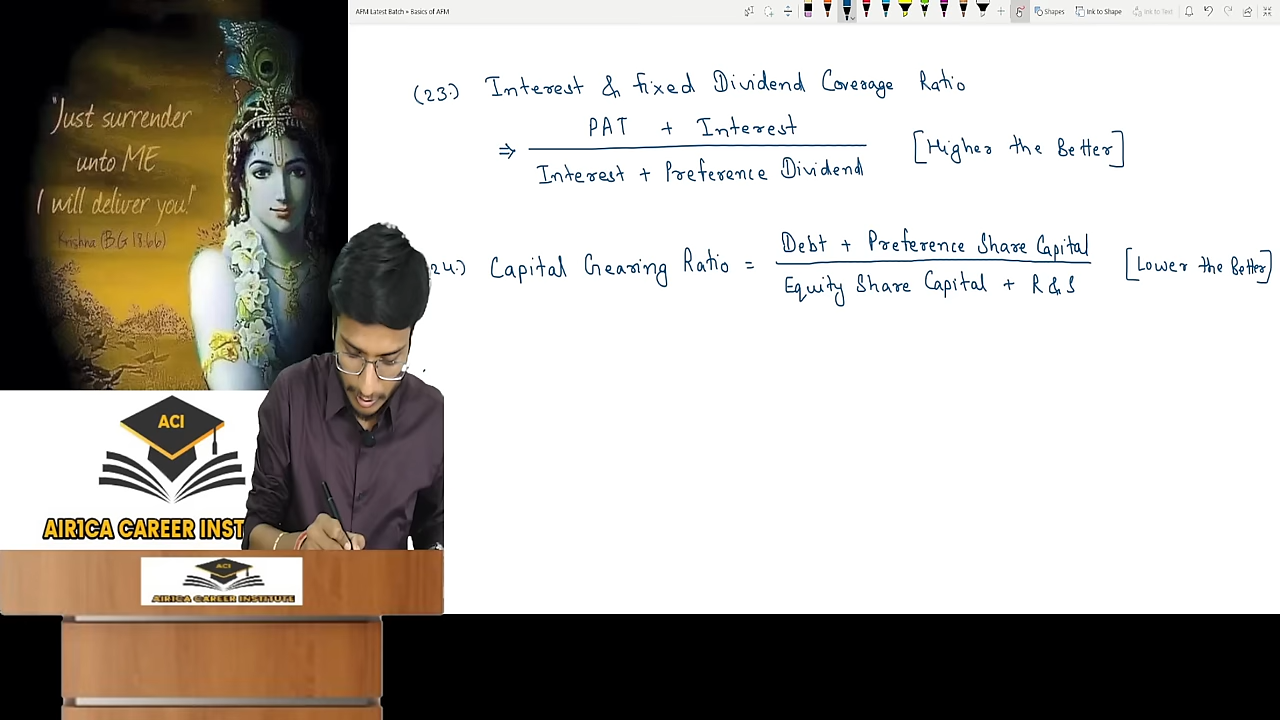 AFM Latest Batch » Basics of AFM
Shapes
Ink to Shape
Ink to Text
"Just surrender
unto ME
I will deliver you!"
Krishna (BG 18:66)
(23.) Interest & Fixed Dividend Coverage Ratio
⇒ PAT + Interest
Interest + Preference Dividend
[Higher the Better]
24.) Capital Gearing Ratio = Debt + Preference Share Capital
Equity Share Capital + R & S
[Lower the Better]
ACI
AIR1CA CAREER INST
ACI
AIR1CA CAREER INSTITUTE